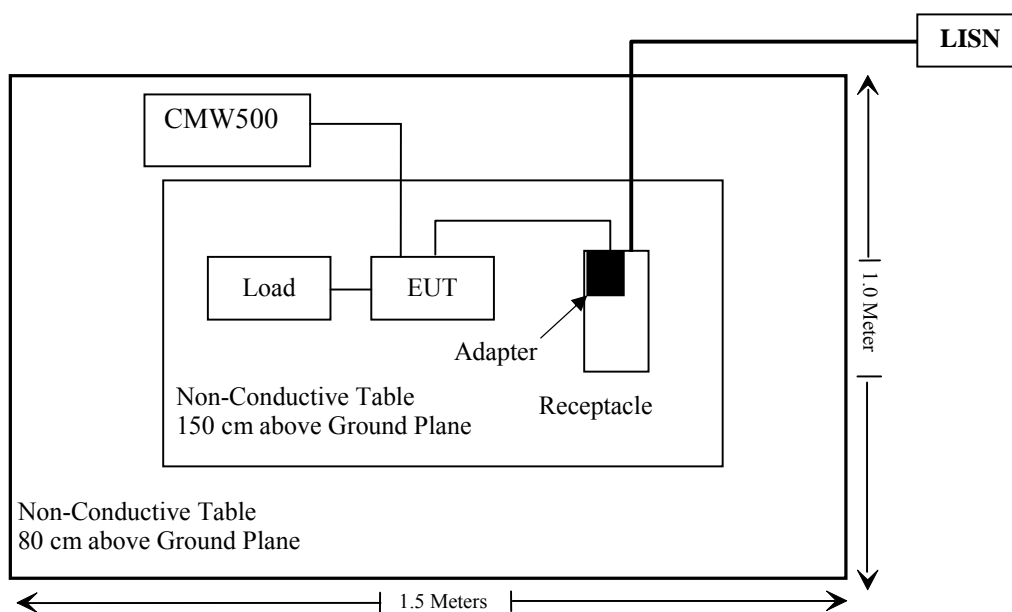 LISN
CMW500
Load
EUT
Adapter
Receptacle
Non-Conductive Table
150 cm above Ground Plane
Non-Conductive Table
80 cm above Ground Plane
1.0 Meter
1.5 Meters